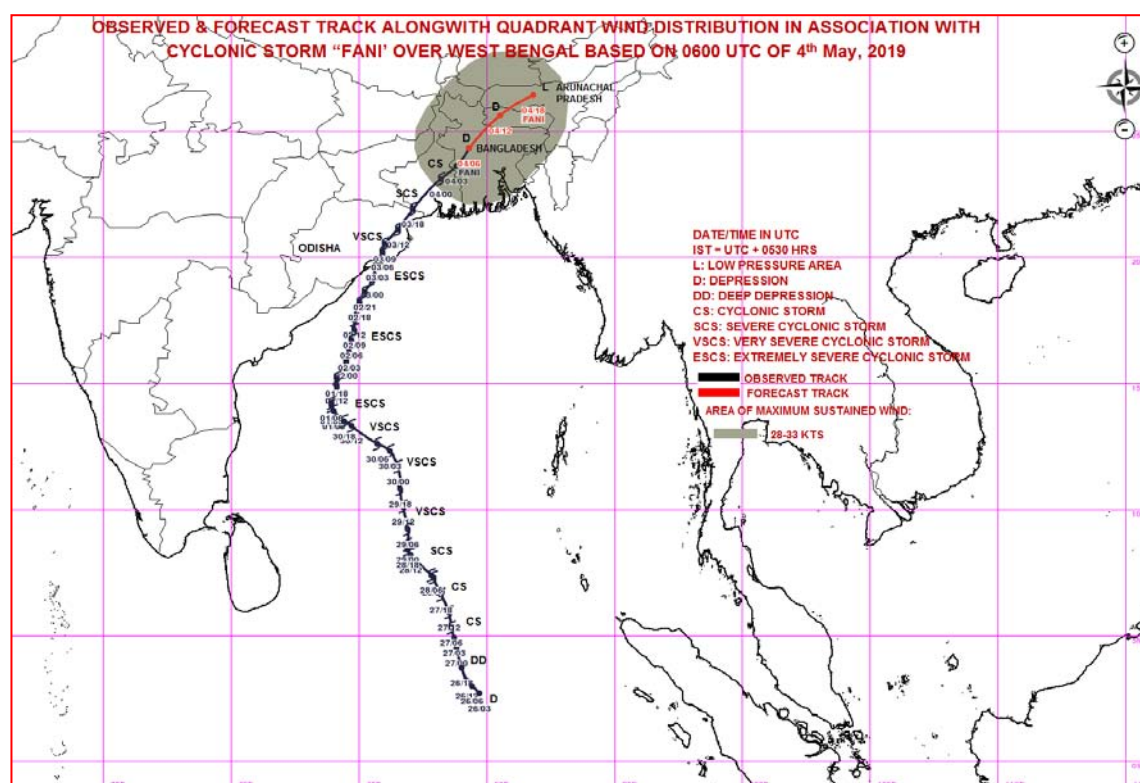 OBSERVED & FORECAST TRACK ALONGWITH QUADRANT WIND DISTRIBUTION IN ASSOCIATION WITH
CYCLONIC STORM “FANI’ OVER WEST BENGAL BASED ON 0600 UTC OF 4th May, 2019
L ARUNACHAL
PRADESH
04/18
FANI
D
04/12
D
BANGLADESH
04/06
FANI
CS
04/03
04/00
SCS
03/18
VSCS
03/12
ODISHA
03/09
03/06
03/03
ESCS
02/21
02/18
02/12
ESCS
02/09
02/06
02/03
02/00
01/18
01/12
ESCS
VSCS
30/18
30/12
30/06
30/03
VSCS
30/00
29/18
VSCS
29/12
29/06
SCS
28/18
28/12
28/06
CS
27/18
CS
27/12
27/06
27/03
27/00
DD
26/18
26/06
26/03
D
DATE/TIME IN UTC
IST = UTC + 0530 HRS
L: LOW PRESSURE AREA
D: DEPRESSION
DD: DEEP DEPRESSION
CS: CYCLONIC STORM
SCS: SEVERE CYCLONIC STORM
VSCS: VERY SEVERE CYCLONIC STORM
ESCS: EXTREMELY SEVERE CYCLONIC STORM
OBSERVED TRACK
FORECAST TRACK
AREA OF MAXIMUM SUSTAINED WIND:
28-33 KTS